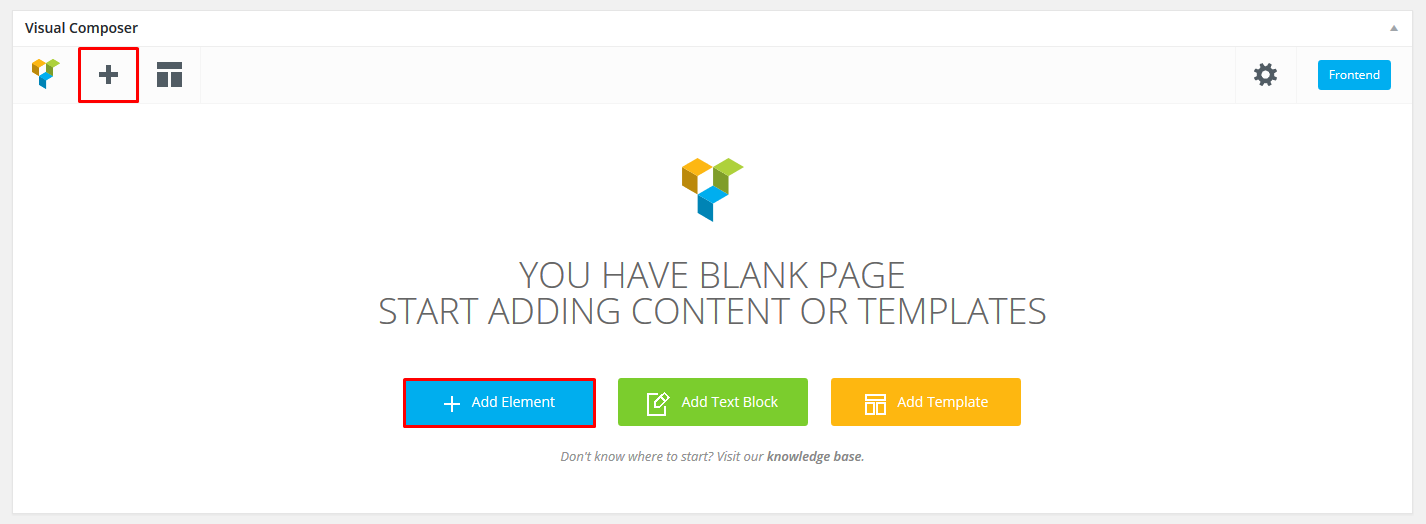 Visual Composer
Frontend
YOU HAVE BLANK PAGE
START ADDING CONTENT OR TEMPLATES
Add Element
Add Text Block
Add Template
Don't know where to start? Visit our knowledge base.